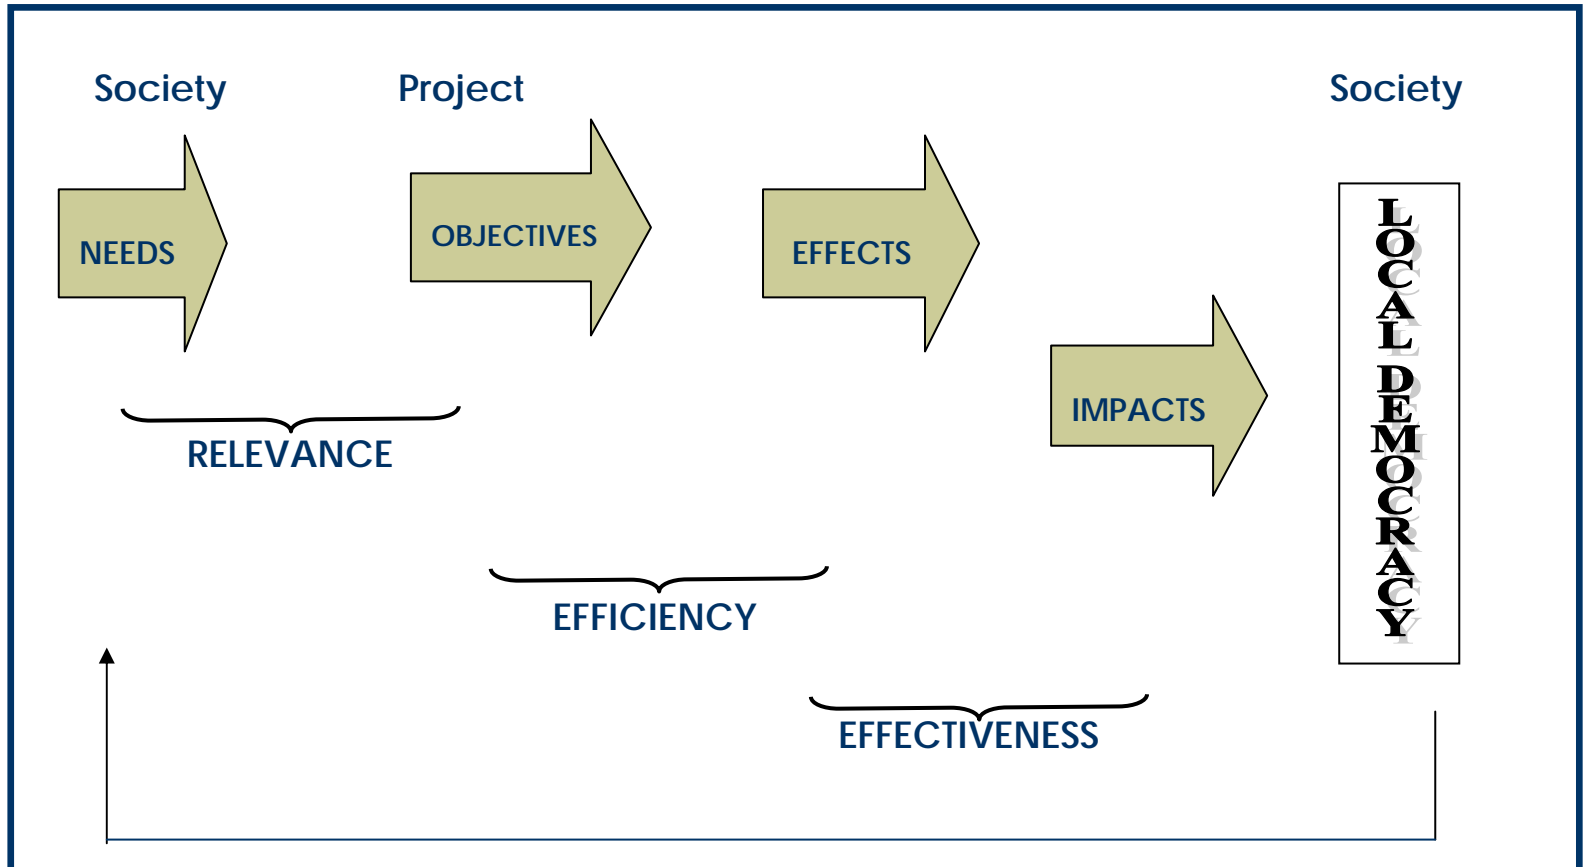 Society Project Society
NEEDS
OBJECTIVES
EFFECTS
IMPACTS
LOCAL DEMOCRACY
RELEVANCE
EFFICIENCY
EFFECTIVENESS